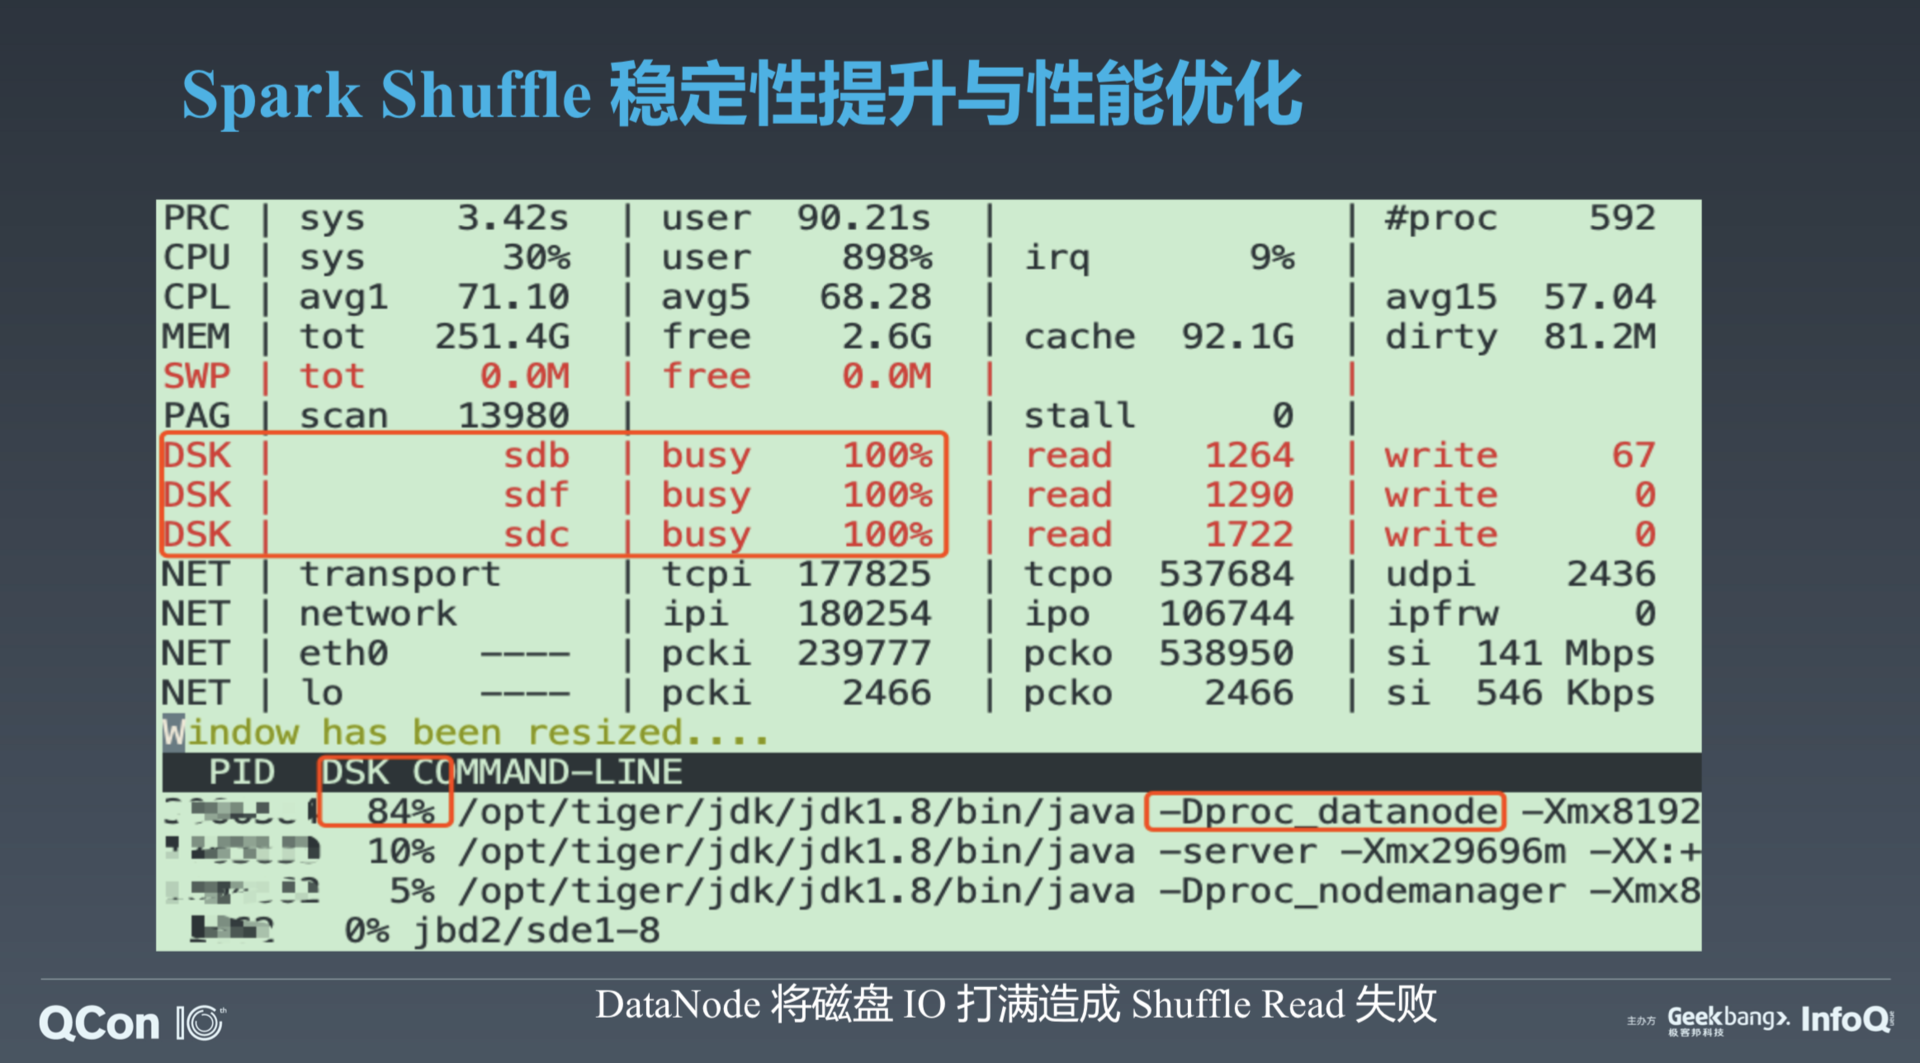 Spark Shuffle 稳定性提升与性能优化
PRC | sys 3.42s | user 90.21s | | #proc 592
CPU | sys 30% | user 898% | irq 9% |
CPL | avg1 71.10 | avg5 68.28 | | avg15 57.04
MEM | tot 251.4G | free 2.6G | cache 92.1G | dirty 81.2M
SWP | tot 0.0M | free 0.0M | |
PAG | scan 13980 | | stall 0 |
DSK | sdb | busy 100% | read 1264 | write 67
DSK | sdf | busy 100% | read 1290 | write 0
DSK | sdc | busy 100% | read 1722 | write 0
NET | transport | tcpi 177825 | tcpo 537684 | udpi 2436
NET | network | ipi 180254 | ipo 106744 | ipfrw 0
NET | eth0 ---- | pcki 239777 | pcko 538950 | si 141 Mbps
NET | lo ---- | pcki 2466 | pcko 2466 | si 546 Kbps
Window has been resized....
PID DSK COMMAND-LINE
84% /opt/tiger/jdk/jdk1.8/bin/java -Dproc_datanode -Xmx8192
10% /opt/tiger/jdk/jdk1.8/bin/java -server -Xmx29696m -XX:+
5% /opt/tiger/jdk/jdk1.8/bin/java -Dproc_nodemanager -Xmx8
0% jbd2/sde1-8
DataNode 将磁盘 IO 打满造成 Shuffle Read 失败
QCon 10th
主办方 Geekbang>. InfoQ
极客邦科技